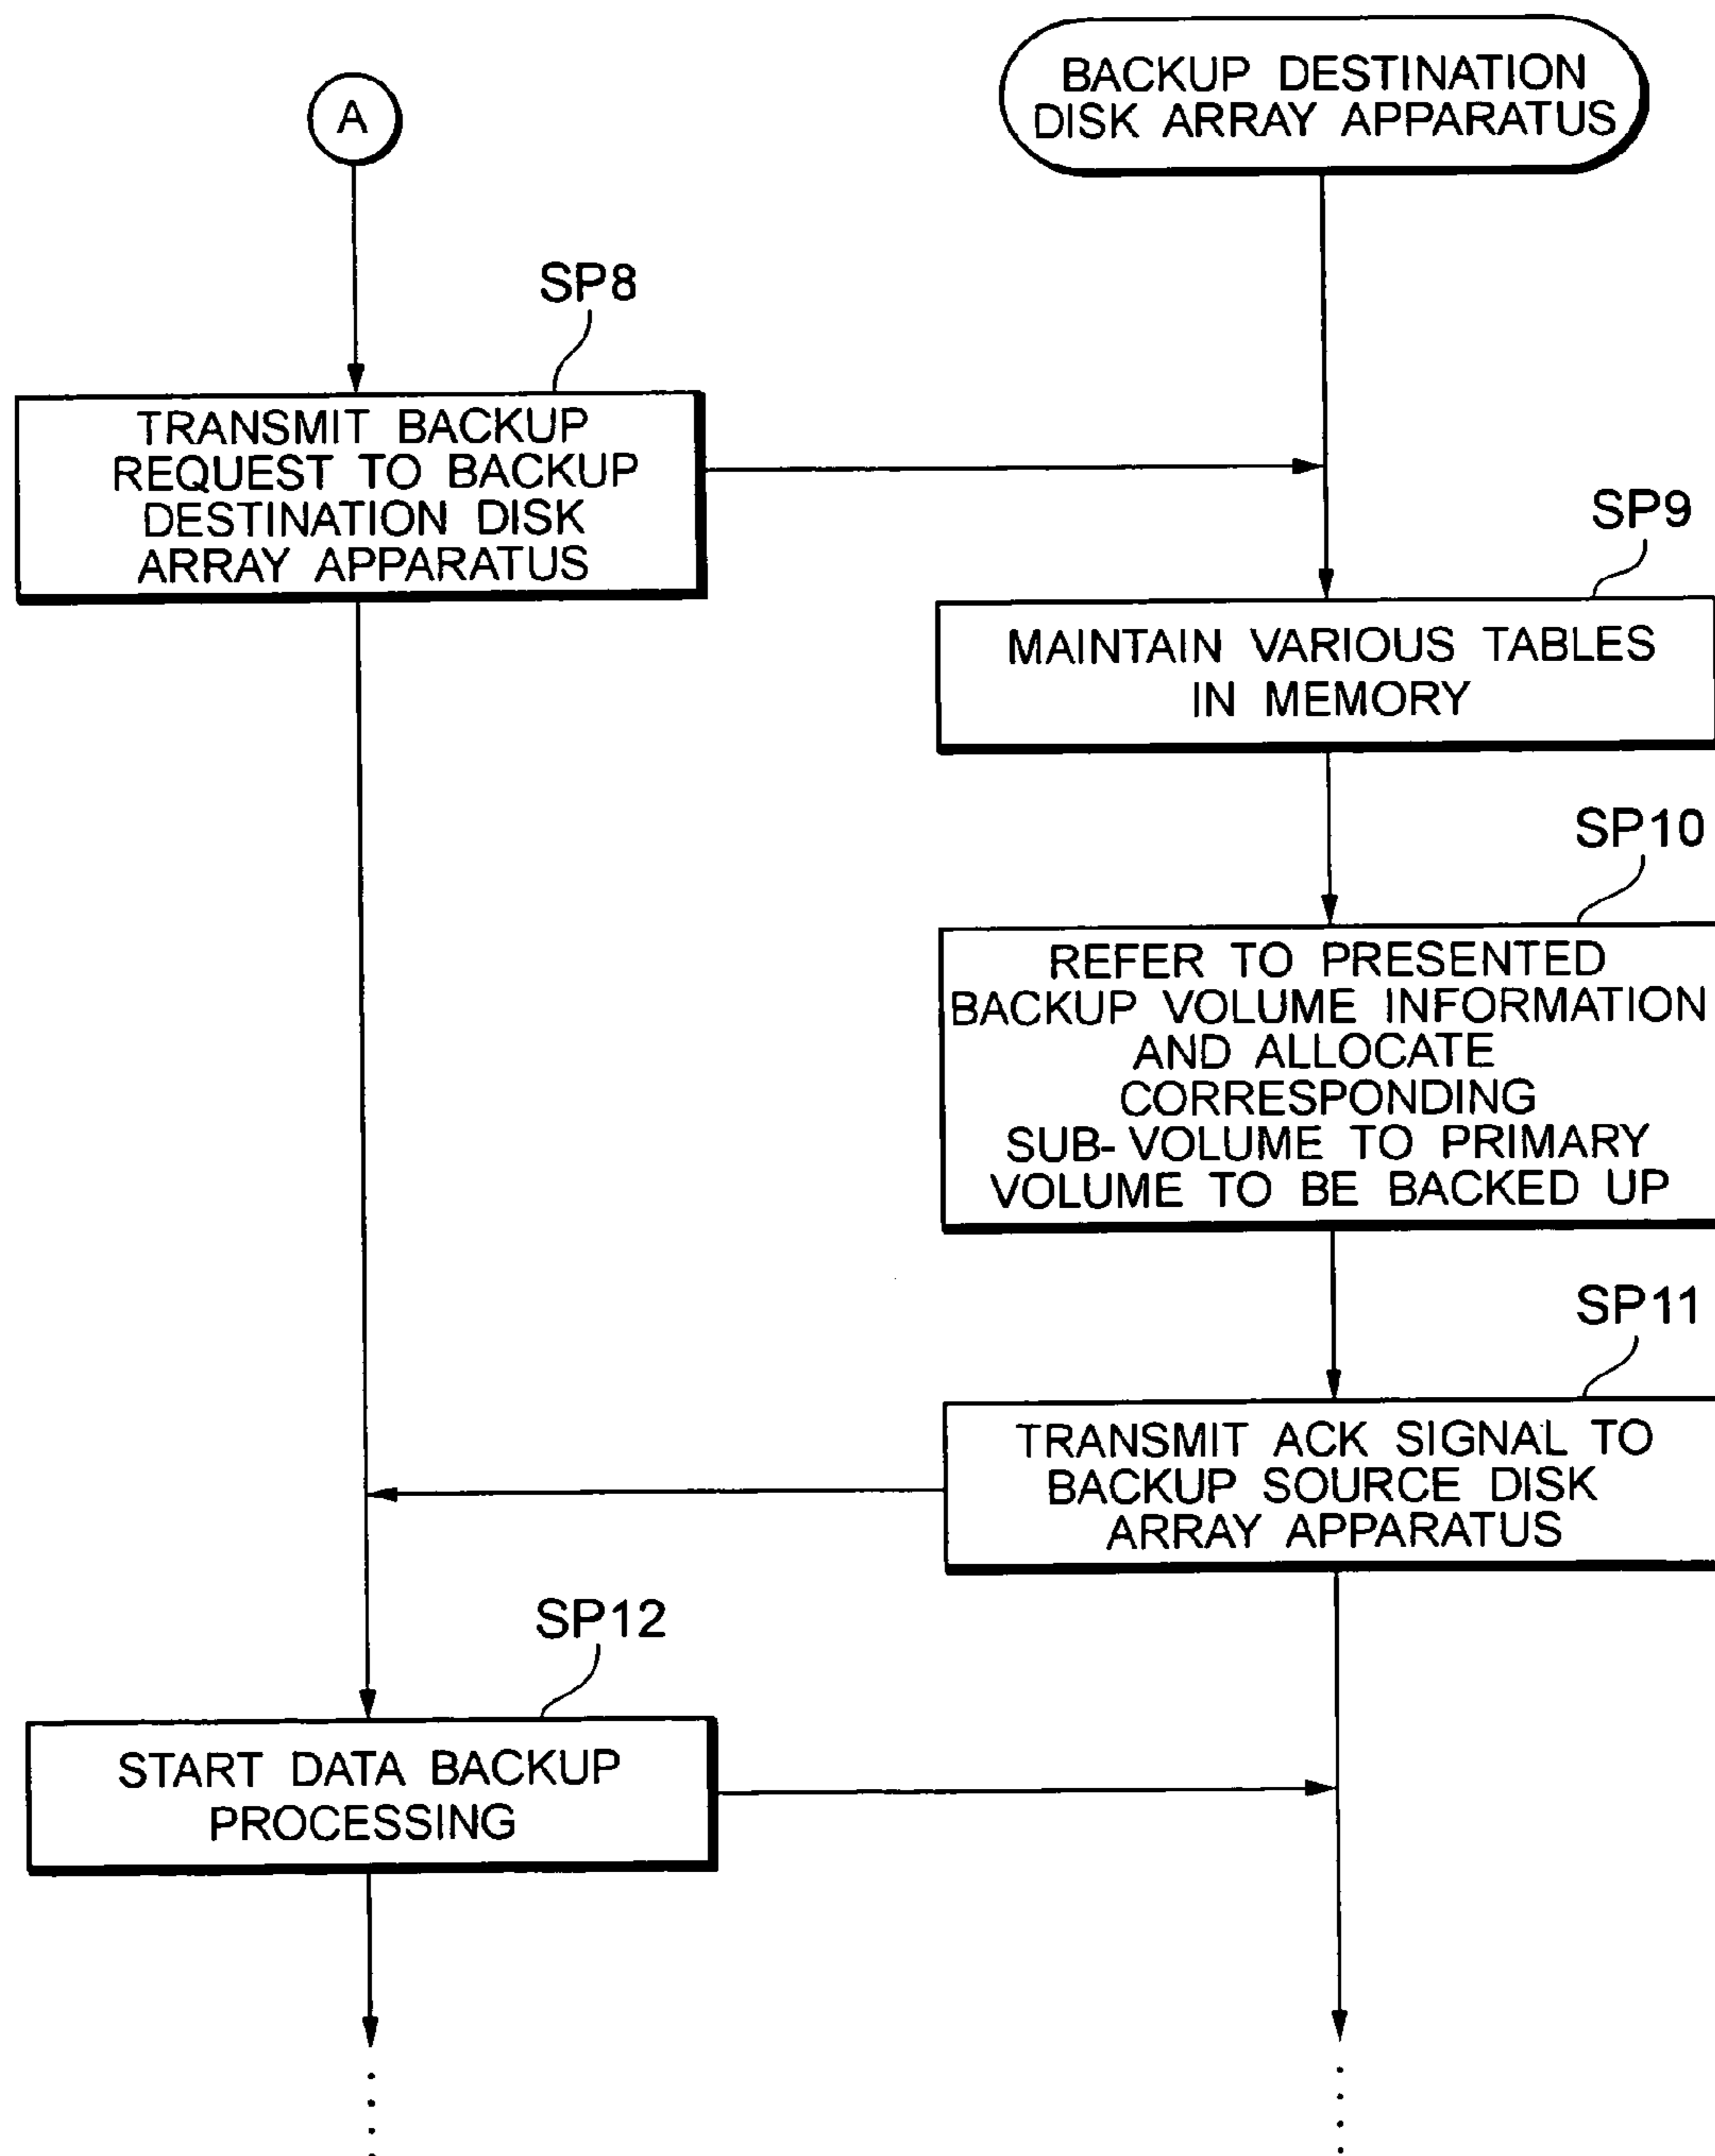 BACKUP DESTINATION
DISK ARRAY APPARATUS
A
SP8
TRANSMIT BACKUP
REQUEST TO BACKUP
DESTINATION DISK
ARRAY APPARATUS
SP9
MAINTAIN VARIOUS TABLES
IN MEMORY
SP10
REFER TO PRESENTED
BACKUP VOLUME INFORMATION
AND ALLOCATE
CORRESPONDING
SUB-VOLUME TO PRIMARY
VOLUME TO BE BACKED UP
SP11
TRANSMIT ACK SIGNAL TO
BACKUP SOURCE DISK
ARRAY APPARATUS
SP12
START DATA BACKUP
PROCESSING